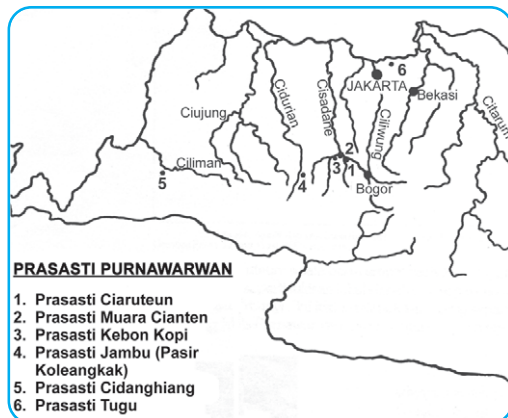 6
JAKARTA
Bekasi
Ciujung
Cidurian
Cisadane
Ciliwung
Citarum
Ciliman
5
4
3
2
1
Bogor
PRASASTI PURNAWARWAN
1. Prasasti Ciaruteun
2. Prasasti Muara Cianten
3. Prasasti Kebon Kopi
4. Prasasti Jambu (Pasir
Koleangkak)
5. Prasasti Cidanghiang
6. Prasasti Tugu